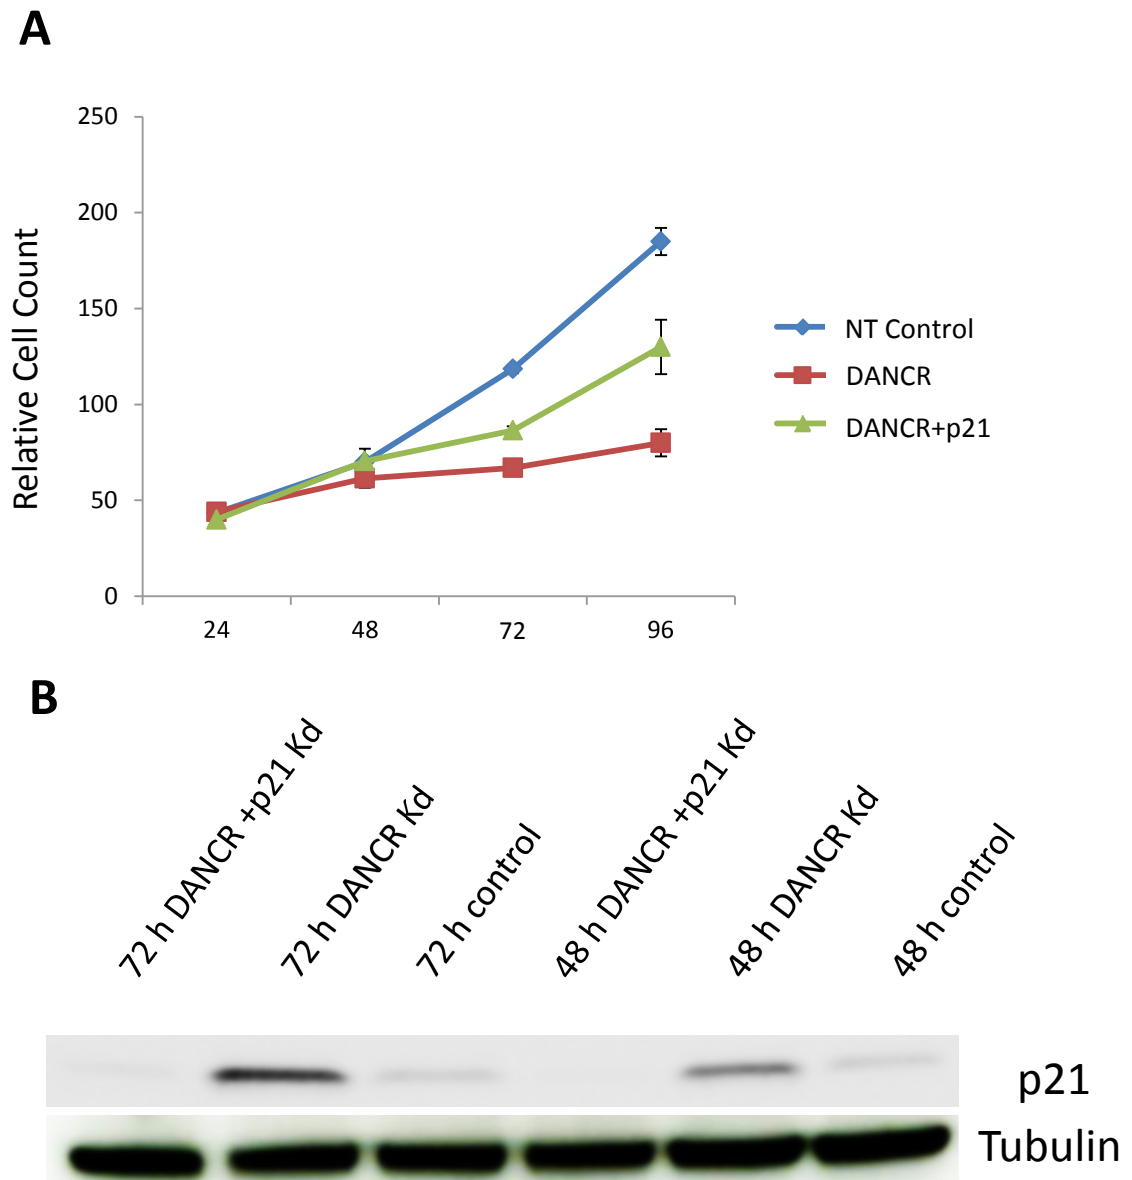 A
250
200
150
100
50
0
Relative Cell Count
24 48 72 96
NT Control
DANCR
DANCR+p21
B
72 h DANCR +p21 Kd
72 h DANCR Kd
72 h control
48 h DANCR +p21 Kd
48 h DANCR Kd
48 h control
p21
Tubulin